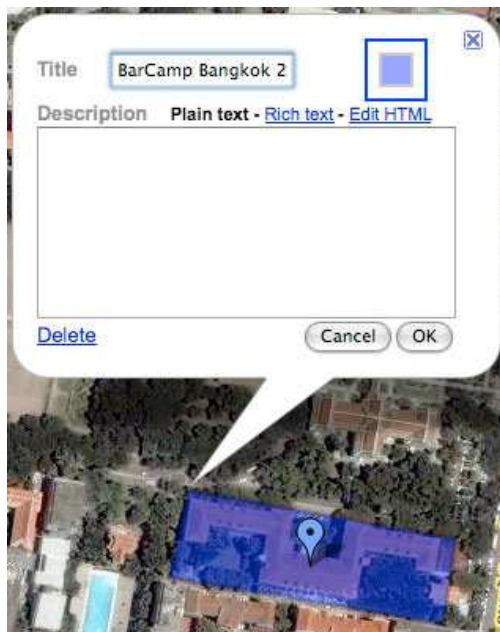 Title BarCamp Bangkok 2
Description Plain text - Rich text - Edit HTML
Delete Cancel OK